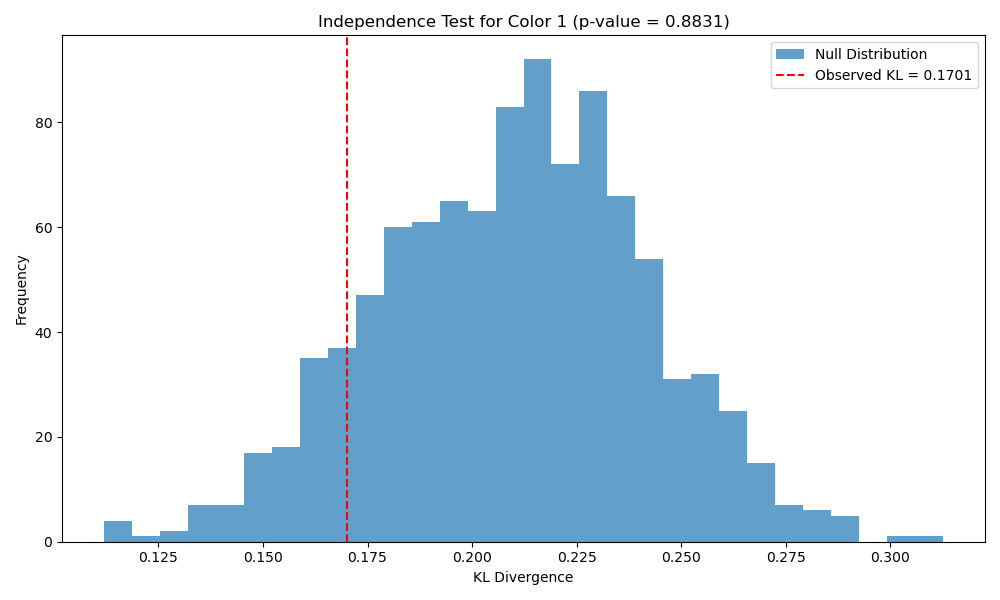 Independence Test for Color 1 (p-value = 0.8831)
Null Distribution
Observed KL = 0.1701
Frequency
80
60
40
20
0
0.125 0.150 0.175 0.200 0.225 0.250 0.275 0.300
KL Divergence